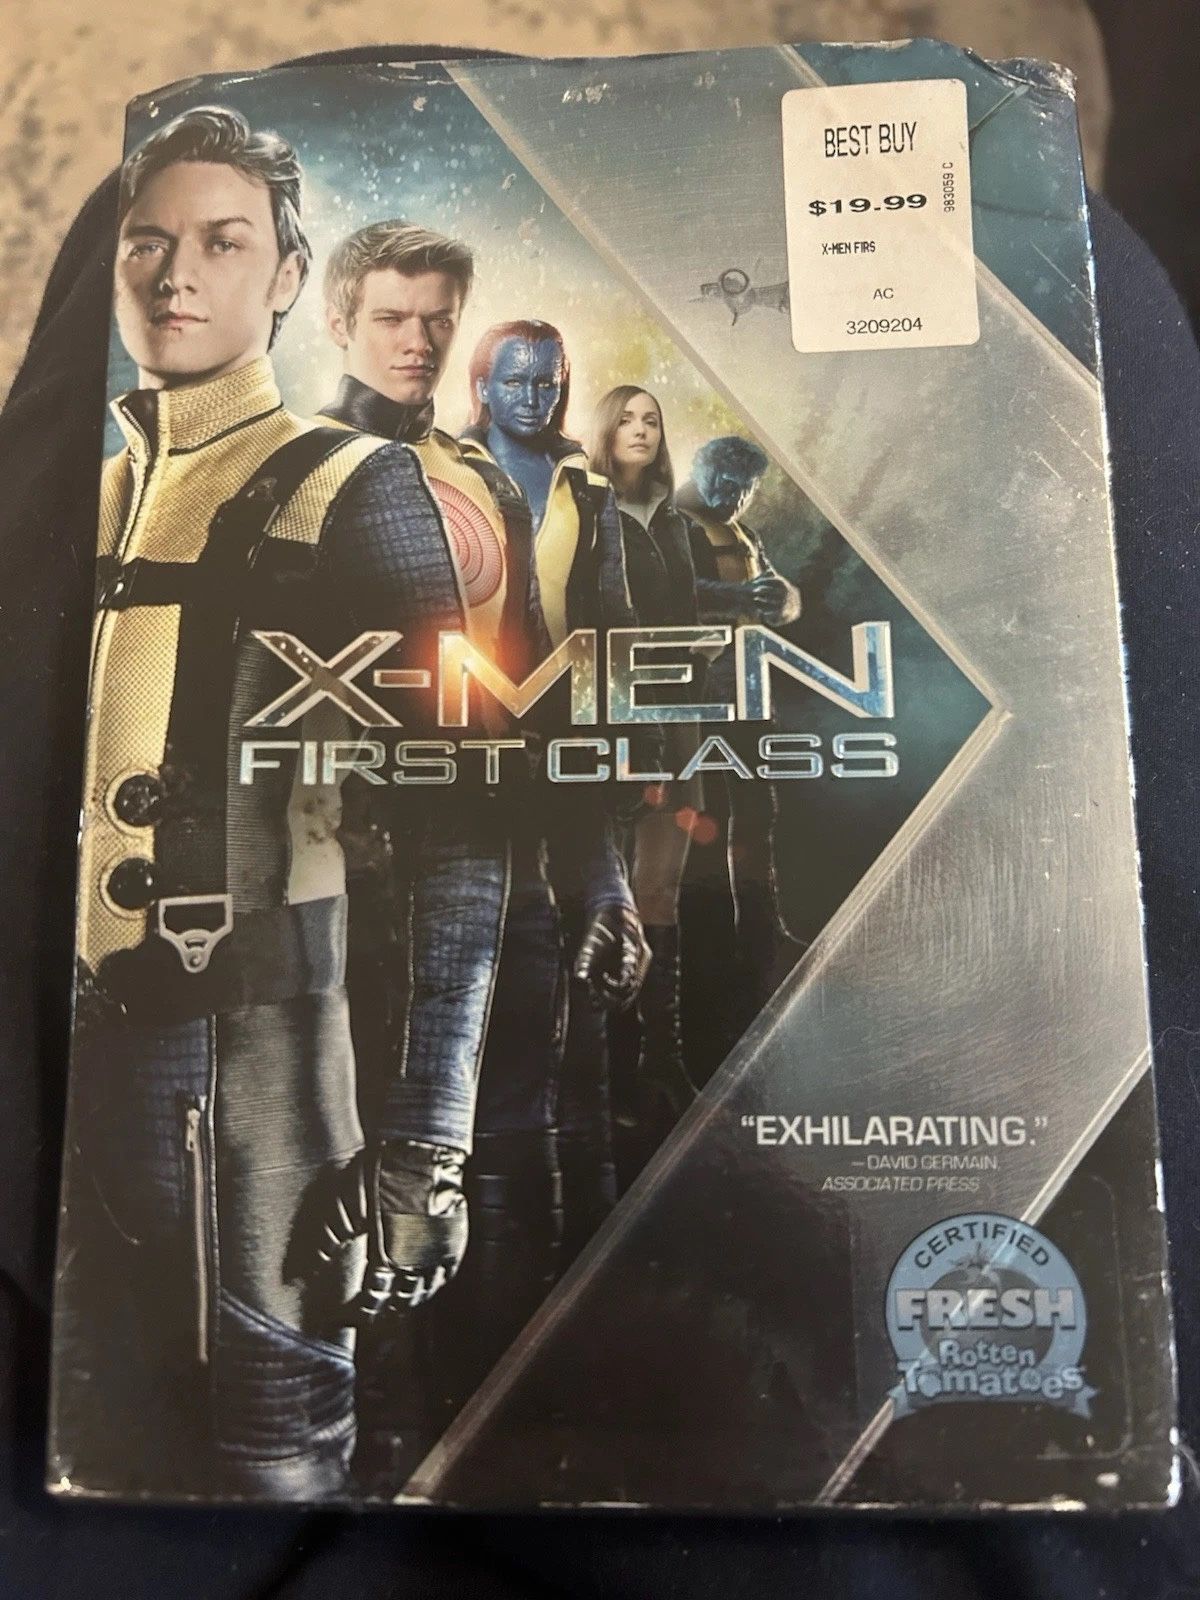 BEST BUY
$19.99
983059 C
X-MEN FIRS
AC
3209204
X-MEN
FIRST CLASS
"EXHILARATING."
—DAVID GERMAIN,
ASSOCIATED PRESS
CERTIFIED
FRESH
Rotten
Tomatoes